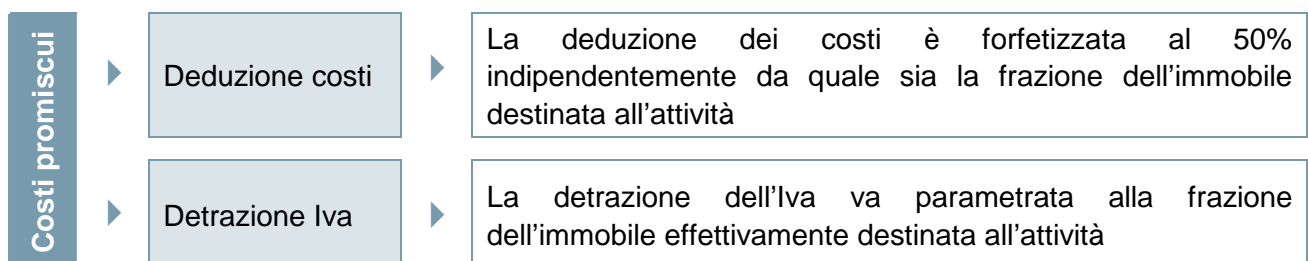 Costi promiscui
Deduzione costi
La deduzione dei costi è forfetizzata al 50%
indipendentemente da quale sia la frazione dell'immobile
destinata all'attività
Detrazione Iva
La detrazione dell'Iva va parametrata alla frazione
dell'immobile effettivamente destinata all'attività